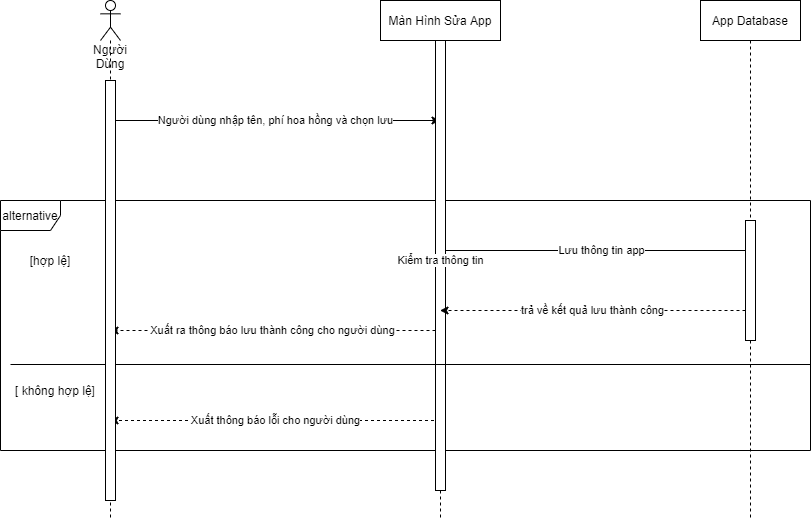 Màn Hình Sửa App
App Database
Người
Dùng
Người dùng nhập tên, phí hoa hồng và chọn lưu
alternative
[hợp lệ]
Kiểm tra thông tin
Lưu thông tin app
trả về kết quả lưu thành công
Xuất ra thông báo lưu thành công cho người dùng
[ không hợp lệ]
Xuất thông báo lỗi cho người dùng